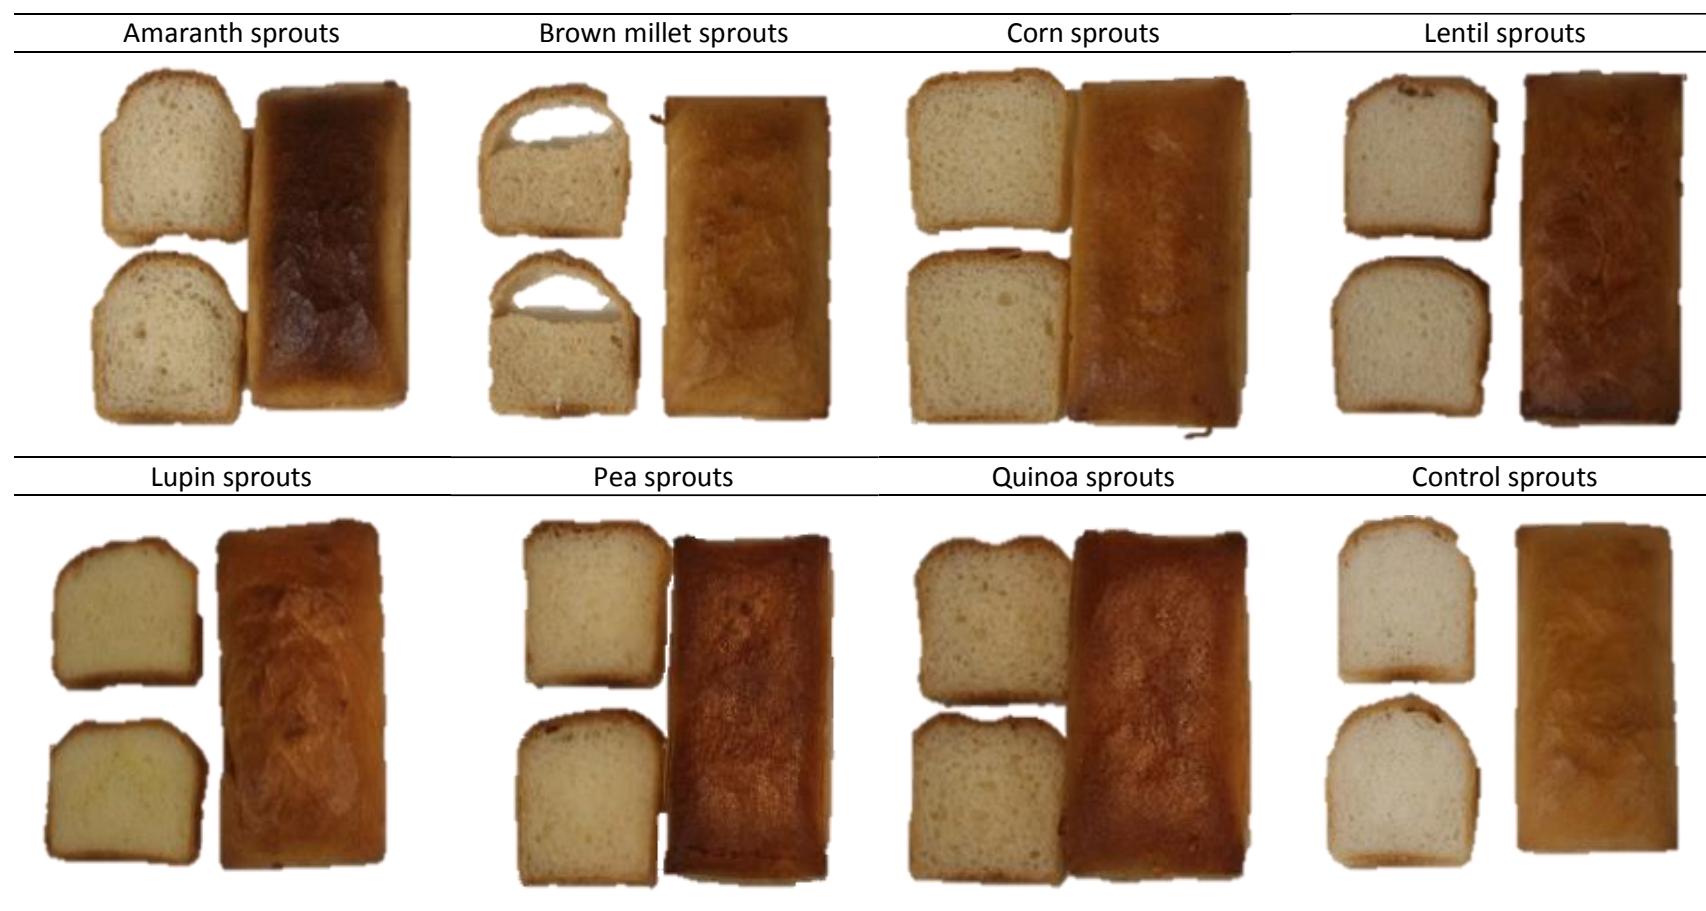 Amaranth sprouts
Brown millet sprouts
Corn sprouts
Lentil sprouts
Lupin sprouts
Pea sprouts
Quinoa sprouts
Control sprouts